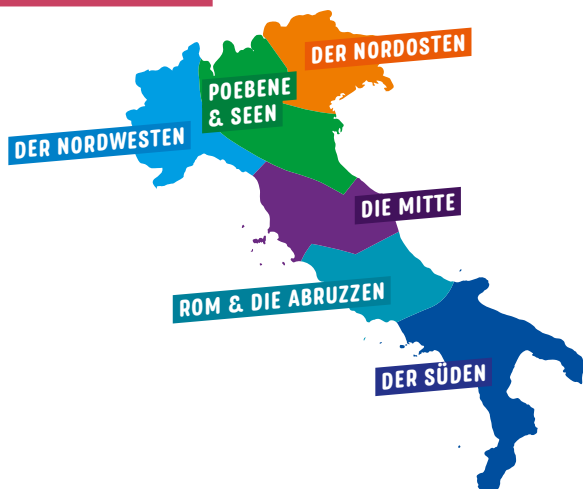 DER NORDOSTEN
POEBENE
& SEEN
DER NORDWESTEN
DIE MITTE
ROM & DIE ABRUZZEN
DER SÜDEN